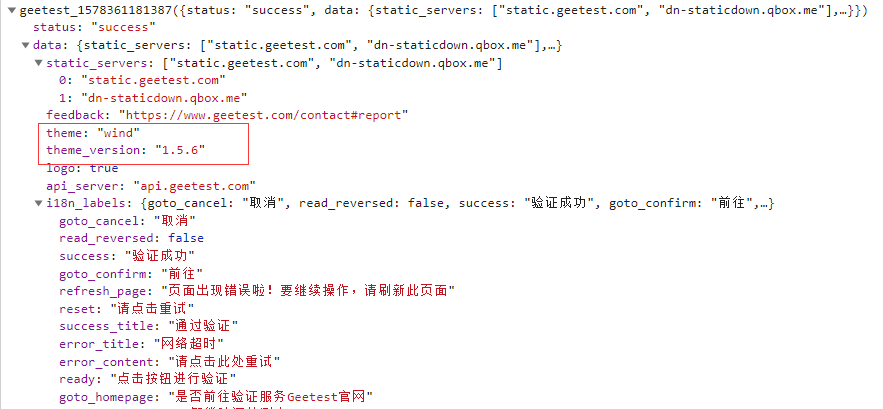 geetest_1578361181387({status: "success", data: {static_servers: ["static.geetest.com", "dn-staticdown.qbox.me"],…}})
status: "success"
data: {static_servers: ["static.geetest.com", "dn-staticdown.qbox.me"],…}
static_servers: ["static.geetest.com", "dn-staticdown.qbox.me"]
0: "static.geetest.com"
1: "dn-staticdown.qbox.me"
feedback: "https://www.geetest.com/contact#report"
theme: "wind"
theme_version: "1.5.6"
logo: true
api_server: "api.geetest.com"
i18n_labels: {goto_cancel: "取消", read_reversed: false, success: "验证成功", goto_confirm: "前往",…}
goto_cancel: "取消"
read_reversed: false
success: "验证成功"
goto_confirm: "前往"
refresh_page: "页面出现错误啦！要继续操作，请刷新此页面"
reset: "请点击重试"
success_title: "通过验证"
error_title: "网络超时"
error_content: "请点击此处重试"
ready: "点击按钮进行验证"
goto_homepage: "是否前往验证服务Geetest官网"